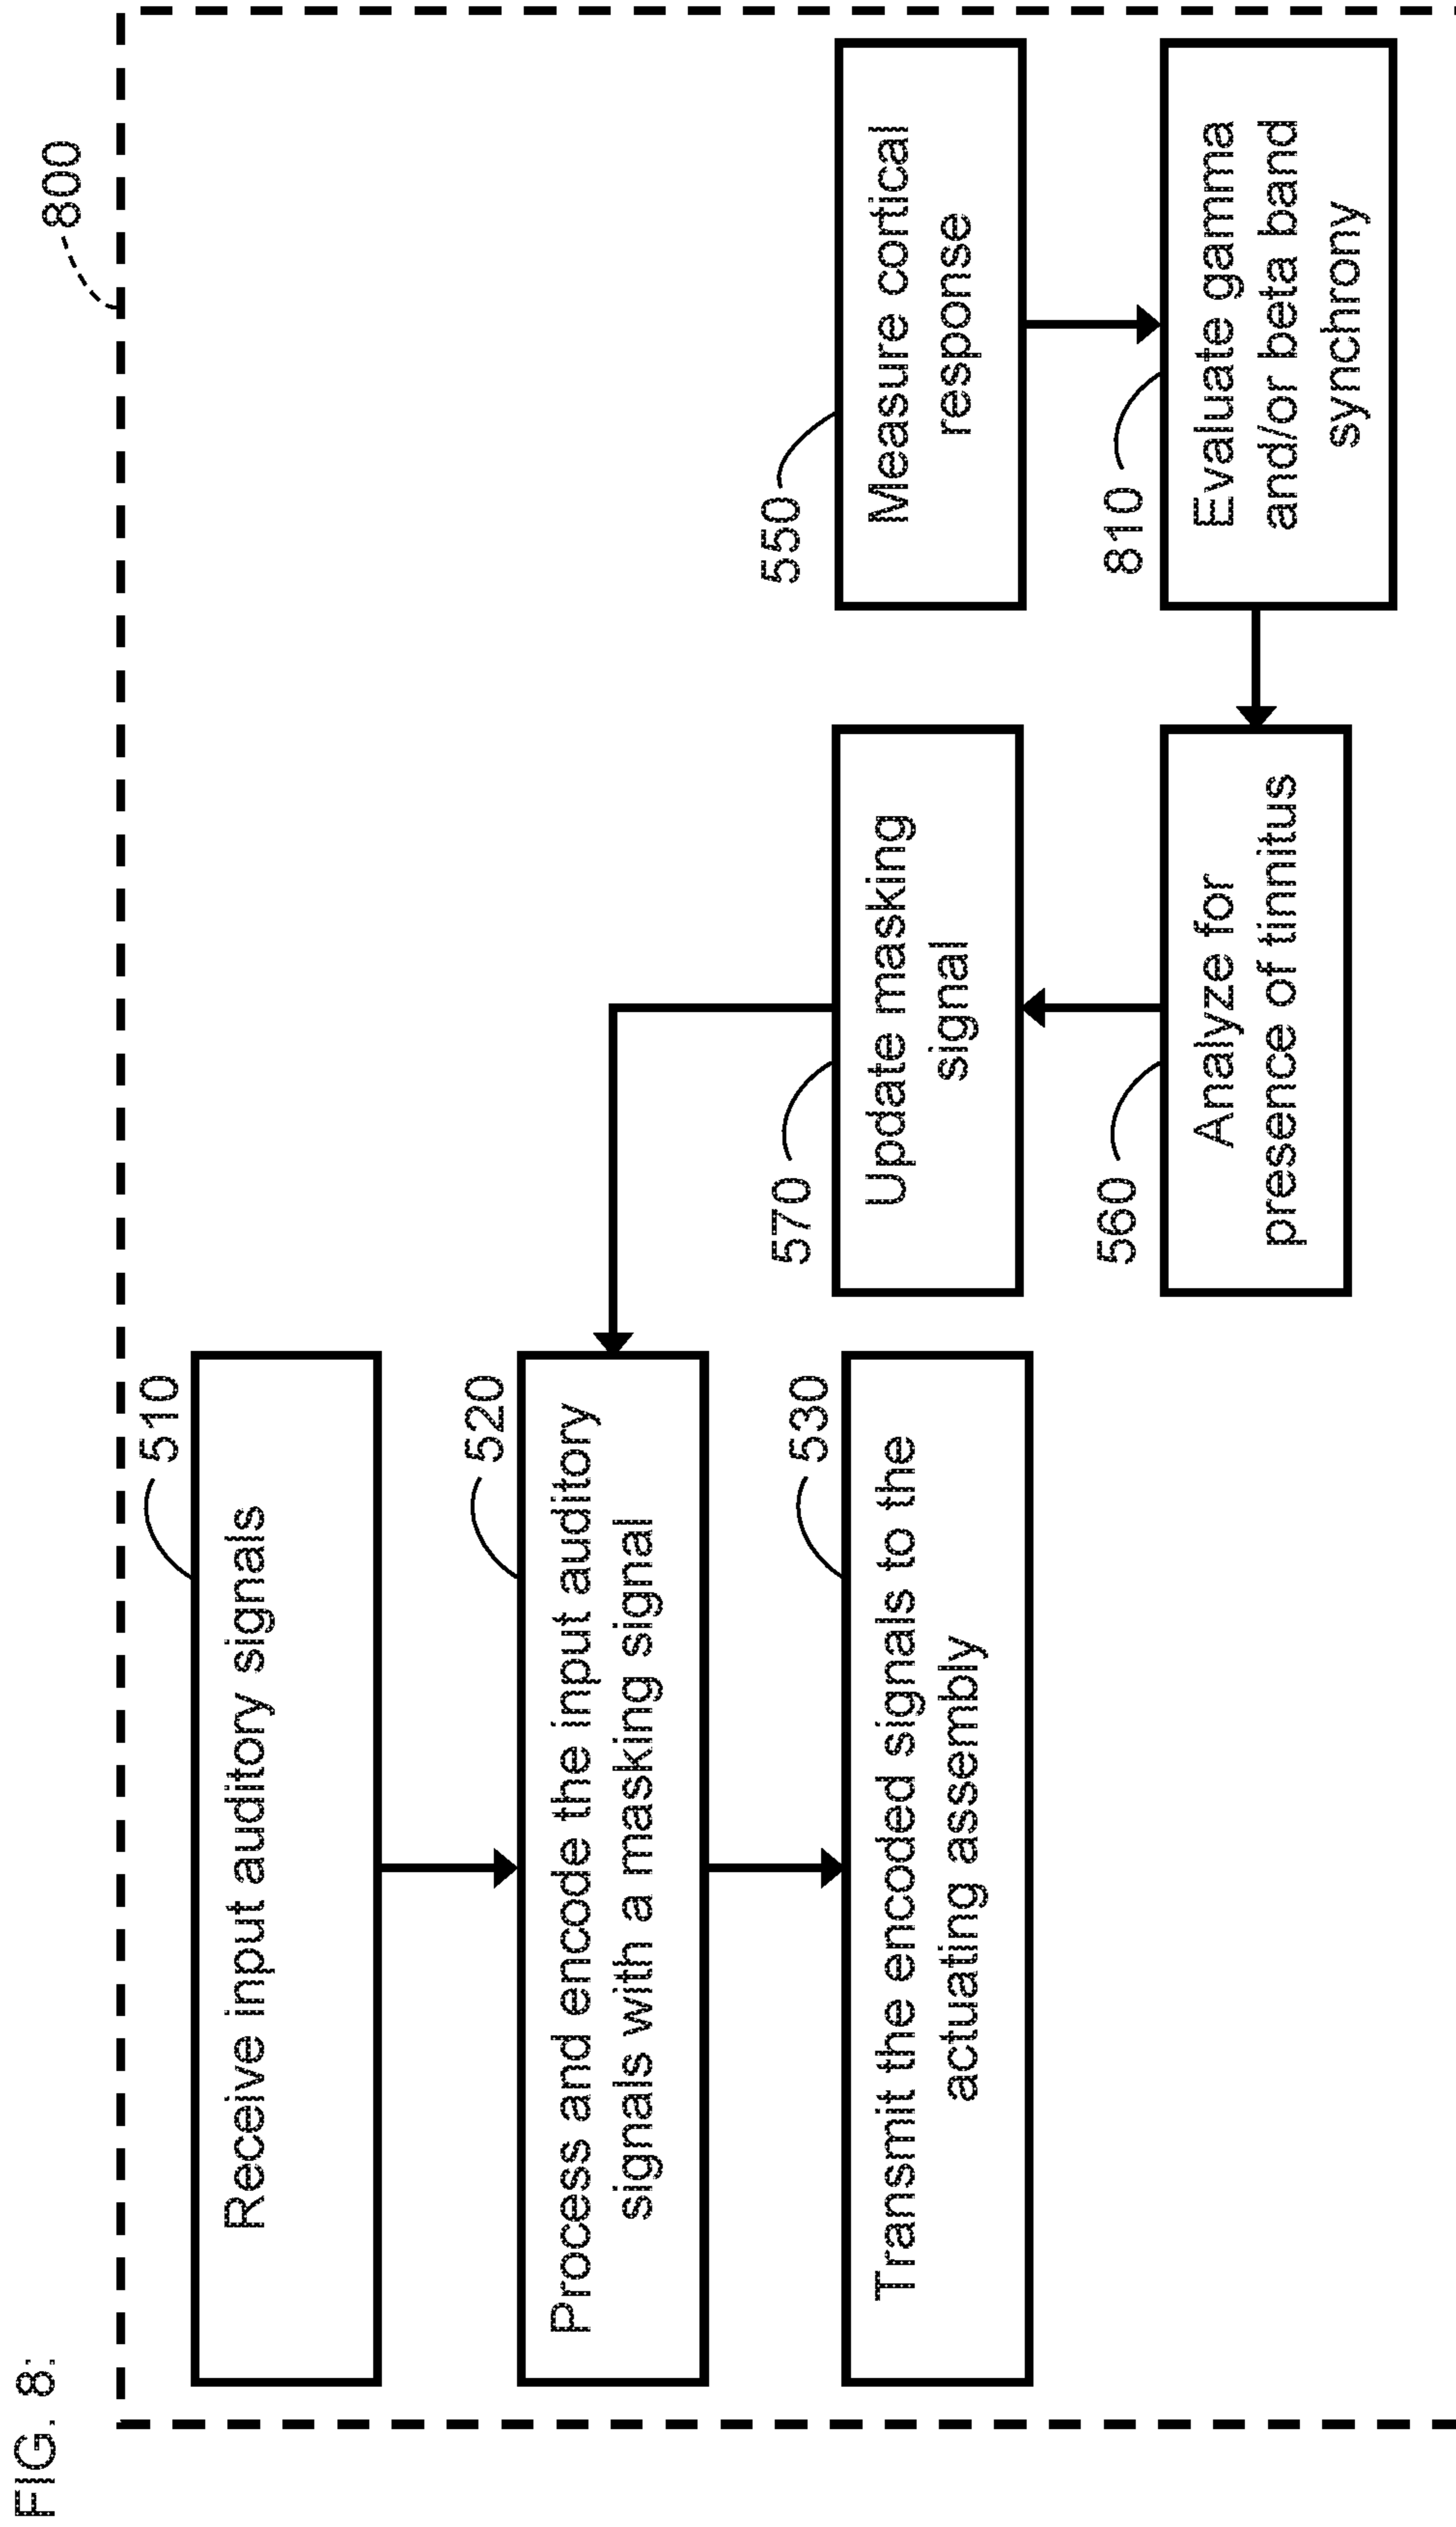 FIG. 8:
800
510
Receive input auditory signals
520
Process and encode the input auditory
signals with a masking signal
530
Transmit the encoded signals to the
actuating assembly
570
Update masking
signal
560
Analyze for
presence of tinnitus
550
Measure cortical
response
810
Evaluate gamma
and/or beta band
synchrony